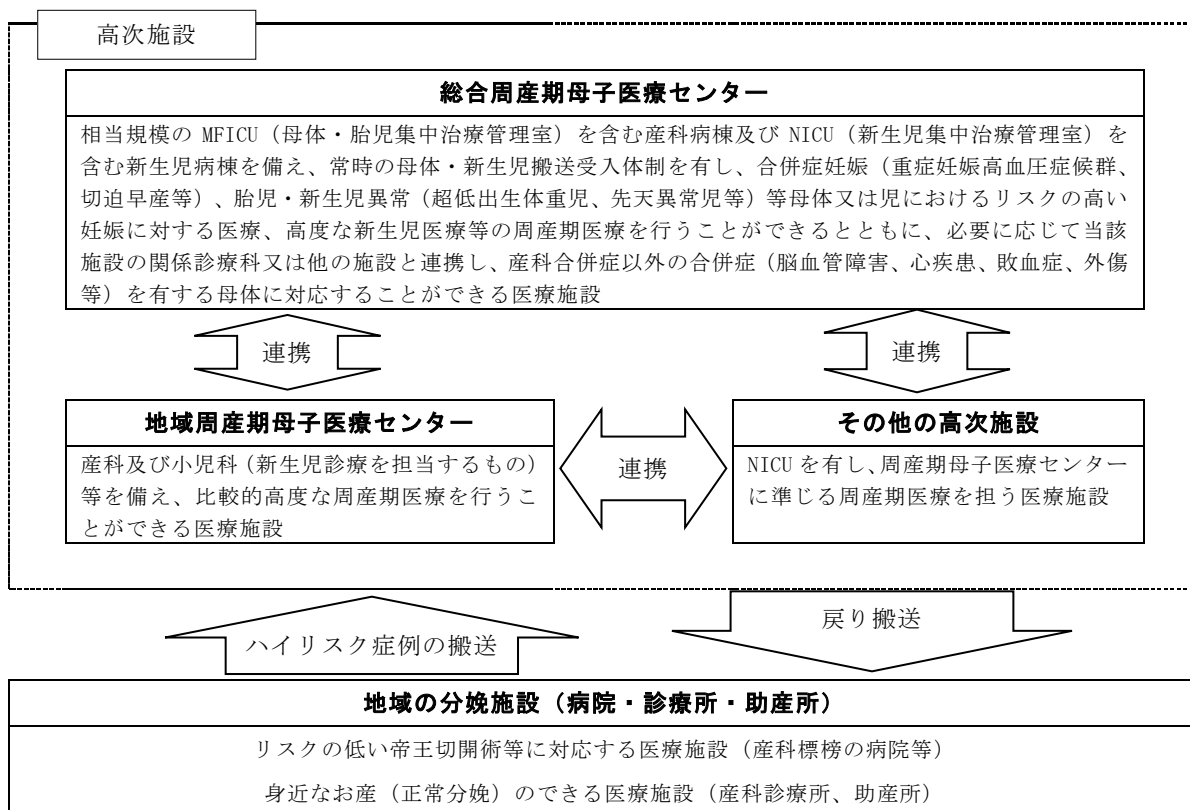 高次施設
総合周産期母子医療センター
相当規模の MFICU（母体・胎児集中治療管理室）を含む産科病棟及び NICU（新生児集中治療管理室）を
含む新生児病棟を備え、常時の母体・新生児搬送受入体制を有し、合併症妊娠（重症妊娠高血圧症候群、
切迫早産等）、胎児・新生児異常（超低出生体重児、先天異常児等）等母体又は児におけるリスクの高い
妊娠に対する医療、高度な新生児医療等の周産期医療を行うことができるとともに、必要に応じて当該
施設の関係診療科又は他の施設と連携し、産科合併症以外の合併症（脳血管障害、心疾患、敗血症、外傷
等）を有する母体に対応することができる医療施設
連携
連携
地域周産期母子医療センター
産科及び小児科（新生児診療を担当するもの）
等を備え、比較的高度な周産期医療を行うこ
とができる医療施設
連携
その他の高次施設
NICU を有し、周産期母子医療センター
に準じる周産期医療を担う医療施設
ハイリスク症例の搬送
戻り搬送
地域の分娩施設（病院・診療所・助産所）
リスクの低い帝王切開術等に対応する医療施設（産科標榜の病院等）
身近なお産（正常分娩）のできる医療施設（産科診療所、助産所）